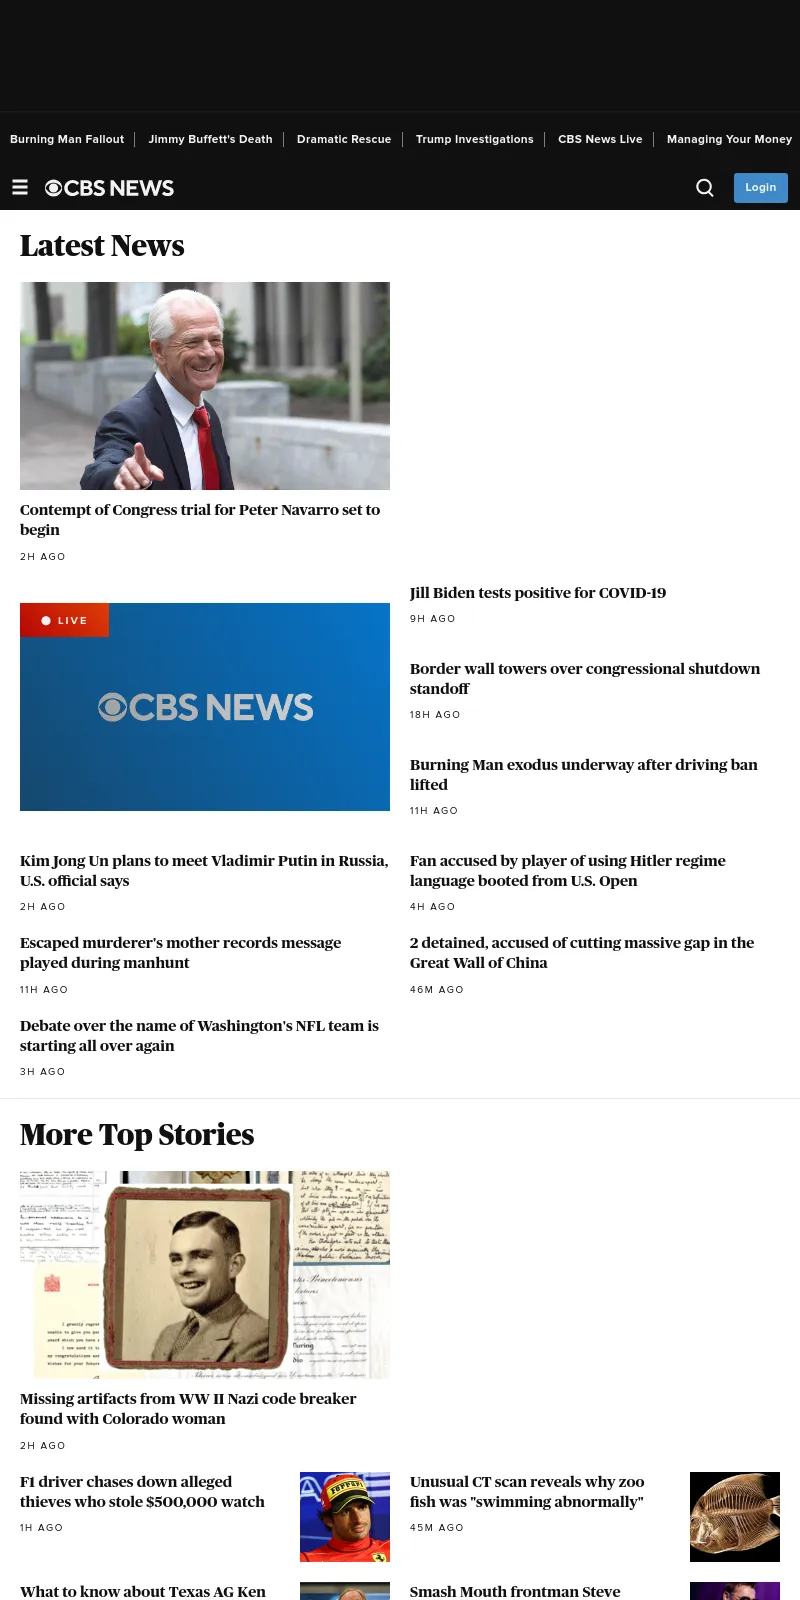 Burning Man Fallout
Jimmy Buffett's Death
Dramatic Rescue
Trump Investigations
CBS News Live
Managing Your Money
CBS NEWS
Login
Latest News
Contempt of Congress trial for Peter Navarro set to
begin
2H AGO
LIVE
CBS NEWS
Jill Biden tests positive for COVID-19
9H AGO
Border wall towers over congressional shutdown
standoff
18H AGO
Burning Man exodus underway after driving ban
lifted
11H AGO
Kim Jong Un plans to meet Vladimir Putin in Russia,
U.S. official says
2H AGO
Fan accused by player of using Hitler regime
language booted from U.S. Open
4H AGO
Escaped murderer's mother records message
played during manhunt
11H AGO
2 detained, accused of cutting massive gap in the
Great Wall of China
46M AGO
Debate over the name of Washington's NFL team is
starting all over again
3H AGO
More Top Stories
Missing artifacts from WW II Nazi code breaker
found with Colorado woman
2H AGO
F1 driver chases down alleged
thieves who stole $500,000 watch
1H AGO
Unusual CT scan reveals why zoo
fish was "swimming abnormally"
45M AGO
What to know about Texas AG Ken
Smash Mouth frontman Steve